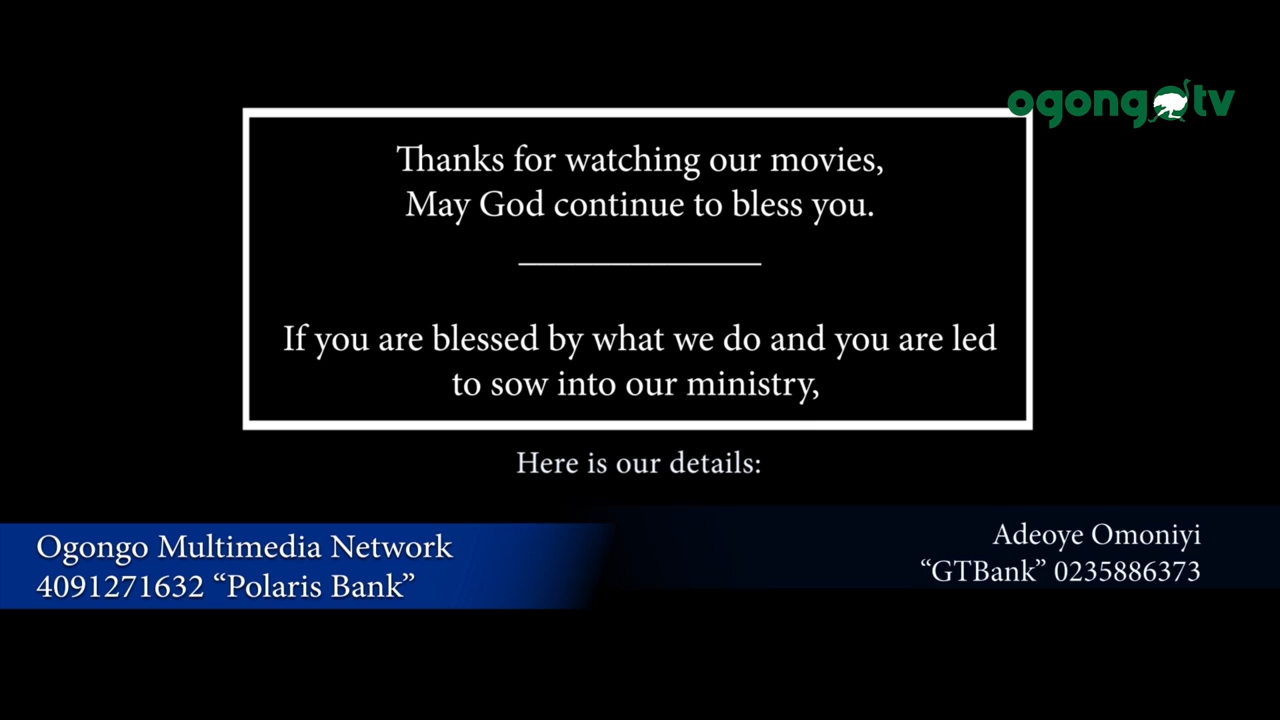 ogongotv
Thanks for watching our movies,
May God continue to bless you.
If you are blessed by what we do and you are led
to sow into our ministry,
Here is our details:
Ogongo Multimedia Network
4091271632 “Polaris Bank”
Adeoye Omoniyi
“GTBank” 0235886373